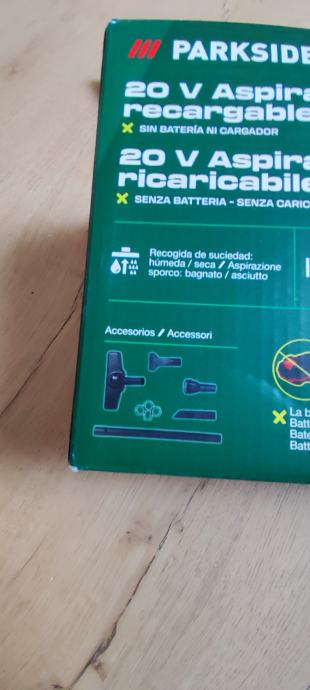 PARKSIDE
20 V Aspira
recargable
SIN BATERÍA NI CARGADOR
20 V Aspira
ricaricabile
SENZA BATTERIA - SENZA CARIC
Recogida de suciedad:
húmeda / seca / Aspirazione
sporco: bagnato / asciutto
Accesorios / Accessori
La b
Batt
Bate
Batt